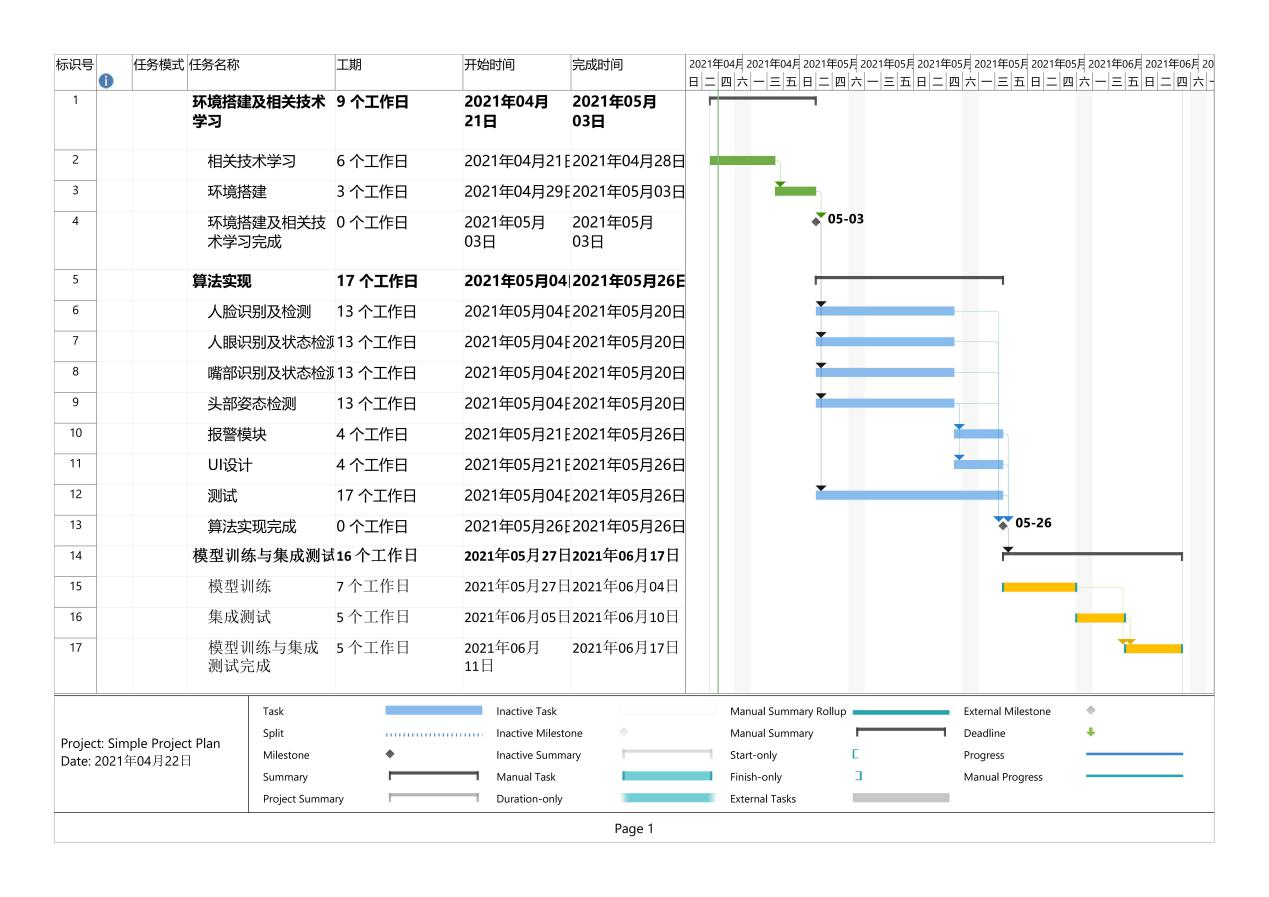 标识号 任务模式 任务名称 工期 开始时间 完成时间 2021年04月 2021年04月 2021年05月 2021年05月 2021年05月 2021年05月 2021年05月 2021年06月 2021年06月 20
日 二 四 六 一 三 五 日 二 四 六 一 三 五 日 二 四 六 一 三 五 日 二 四 六 一 三 五 日 二 四 六 一
1 环境搭建及相关技术 9 个工作日 2021年04月 2021年05月
学习 21日 03日
2 相关技术学习 6 个工作日 2021年04月21日 2021年04月28日
3 环境搭建 3 个工作日 2021年04月29日 2021年05月03日
4 环境搭建及相关技 0 个工作日 2021年05月 2021年05月 05-03
术学习完成 03日 03日
5 算法实现 17 个工作日 2021年05月04 2021年05月26日
6 人脸识别及检测 13 个工作日 2021年05月04日 2021年05月20日
7 人眼识别及状态检测 13 个工作日 2021年05月04日 2021年05月20日
8 嘴部识别及状态检测 13 个工作日 2021年05月04日 2021年05月20日
9 头部姿态检测 13 个工作日 2021年05月04日 2021年05月20日
10 报警模块 4 个工作日 2021年05月21日 2021年05月26日
11 UI设计 4 个工作日 2021年05月21日 2021年05月26日
12 测试 17 个工作日 2021年05月04日 2021年05月26日
13 算法实现完成 0 个工作日 2021年05月26日 2021年05月26日 05-26
14 模型训练与集成测试 16 个工作日 2021年05月27日 2021年06月17日
15 模型训练 7 个工作日 2021年05月27日 2021年06月04日
16 集成测试 5 个工作日 2021年06月05日 2021年06月10日
17 模型训练与集成 5 个工作日 2021年06月 2021年06月17日
测试完成 11日
Project: Simple Project Plan
Date: 2021年04月22日
Task Inactive Task Manual Summary Rollup External Milestone
Split Inactive Milestone Manual Summary Deadline
Milestone Inactive Summary Start-only Progress
Summary Manual Task Finish-only Manual Progress
Project Summary Duration-only External Tasks
Page 1